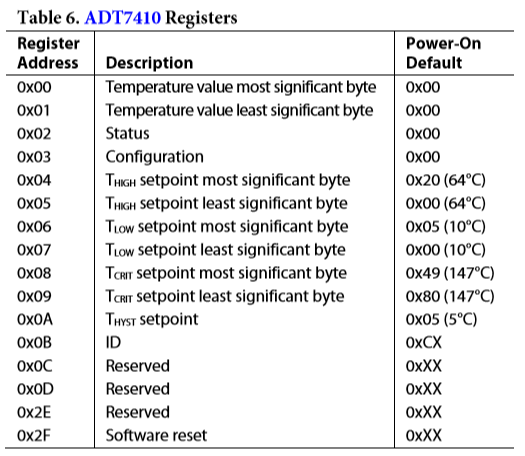 Table 6. ADT7410 Registers
Register Address Description Power-On Default
0x00 Temperature value most significant byte 0x00
0x01 Temperature value least significant byte 0x00
0x02 Status 0x00
0x03 Configuration 0x00
0x04 THIGH setpoint most significant byte 0x20 (64°C)
0x05 THIGH setpoint least significant byte 0x00 (64°C)
0x06 TLOW setpoint most significant byte 0x05 (10°C)
0x07 TLOW setpoint least significant byte 0x00 (10°C)
0x08 TCRIT setpoint most significant byte 0x49 (147°C)
0x09 TCRIT setpoint least significant byte 0x80 (147°C)
0x0A THYST setpoint 0x05 (5°C)
0x0B ID 0xCX
0x0C Reserved 0xXX
0x0D Reserved 0xXX
0x2E Reserved 0xXX
0x2F Software reset 0xXX